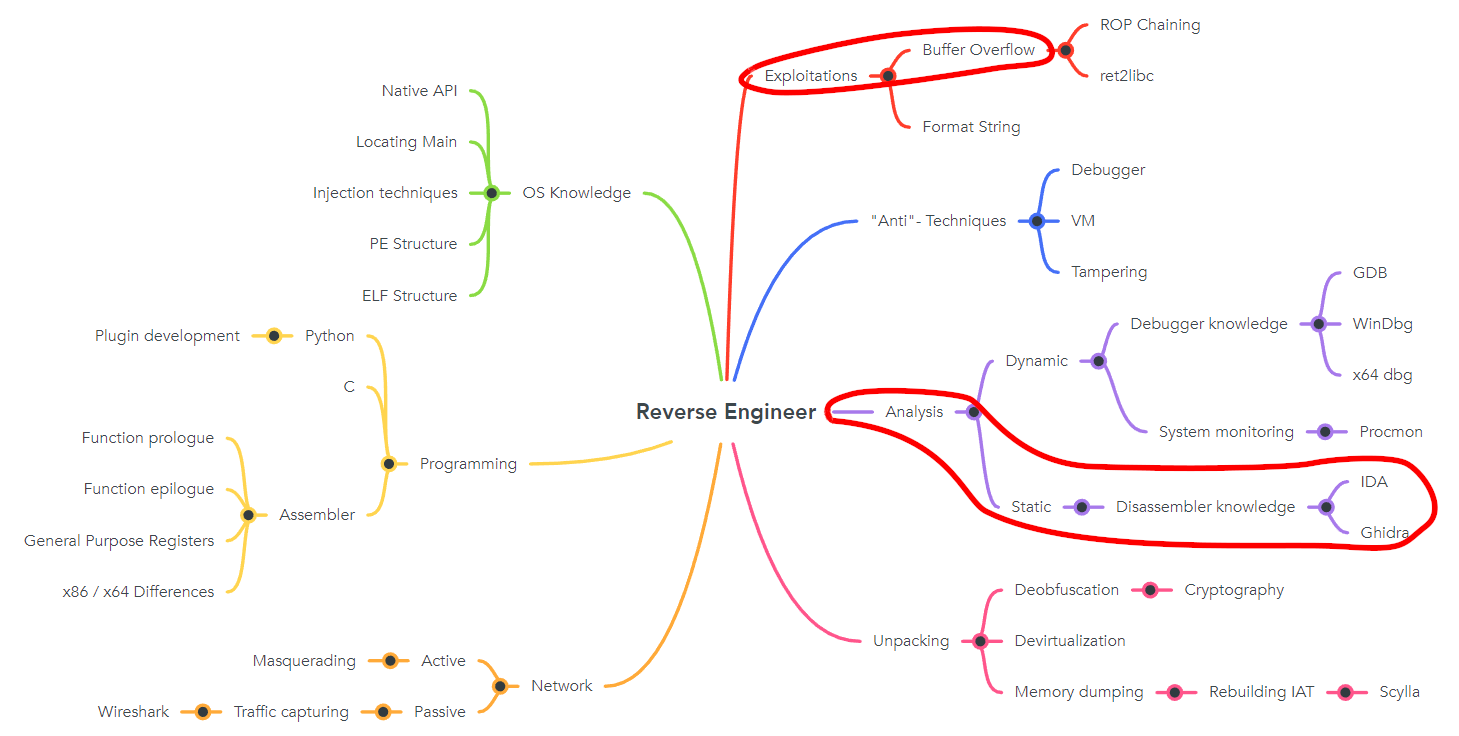 Reverse Engineer
Exploitations
Buffer Overflow
ROP Chaining
ret2libc
Format String
"Anti"- Techniques
Debugger
VM
Tampering
Analysis
Dynamic
Debugger knowledge
GDB
WinDbg
x64 dbg
System monitoring
Procmon
Static
Disassembler knowledge
IDA
Ghidra
Unpacking
Deobfuscation
Cryptography
Devirtualization
Memory dumping
Rebuilding IAT
Scylla
OS Knowledge
Native API
Locating Main
Injection techniques
PE Structure
ELF Structure
Programming
Python
Plugin development
C
Assembler
Function prologue
Function epilogue
General Purpose Registers
x86 / x64 Differences
Network
Active
Masquerading
Passive
Traffic capturing
Wireshark